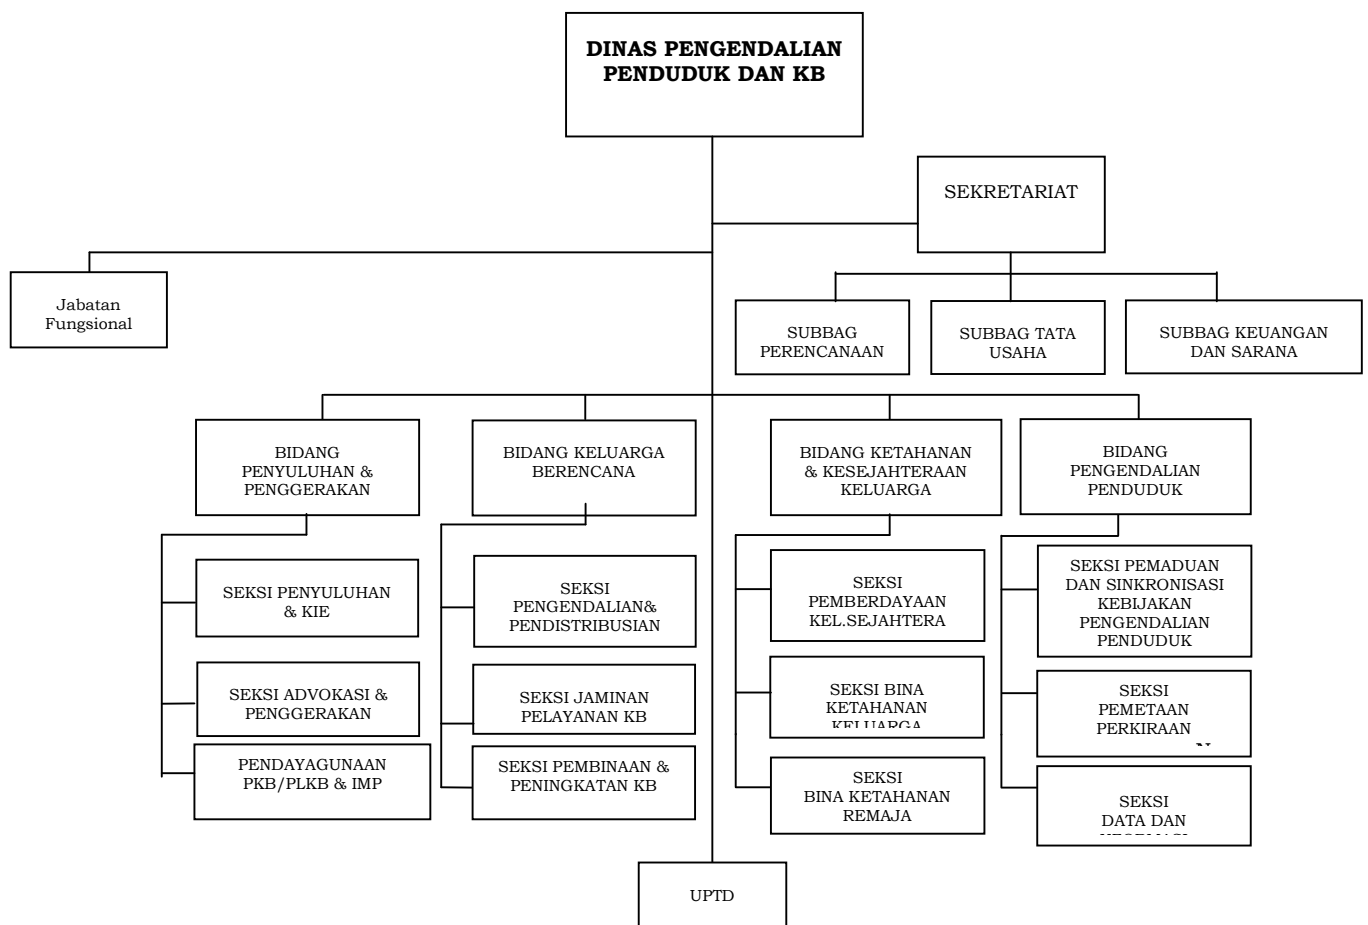 DINAS PENGENDALIAN
PENDUDUK DAN KB
SEKRETARIAT
Jabatan
Fungsional
SUBBAG
PERENCANAAN
SUBBAG TATA
USAHA
SUBBAG KEUANGAN
DAN SARANA
BIDANG
PENYULUHAN &
PENGGERAKAN
BIDANG KELUARGA
BERENCANA
BIDANG KETAHANAN
& KESEJAHTERAAN
KELUARGA
BIDANG
PENGENDALIAN
PENDUDUK
SEKSI PENYULUHAN
& KIE
SEKSI ADVOKASI &
PENGGERAKAN
PENDAYAGUNAAN
PKB/PLKB & IMP
SEKSI
PENGENDALIAN&
PENDISTRIBUSIAN
SEKSI JAMINAN
PELAYANAN KB
SEKSI PEMBINAAN &
PENINGKATAN KB
SEKSI
PEMBERDAYAAN
KEL.SEJAHTERA
SEKSI BINA
KETAHANAN
KELUARGA
SEKSI
BINA KETAHANAN
REMAJA
SEKSI PEMADUAN
DAN SINKRONISASI
KEBIJAKAN
PENGENDALIAN
PENDUDUK
SEKSI
PEMETAAN
PERKIRAAN
SEKSI
DATA DAN
UPTD